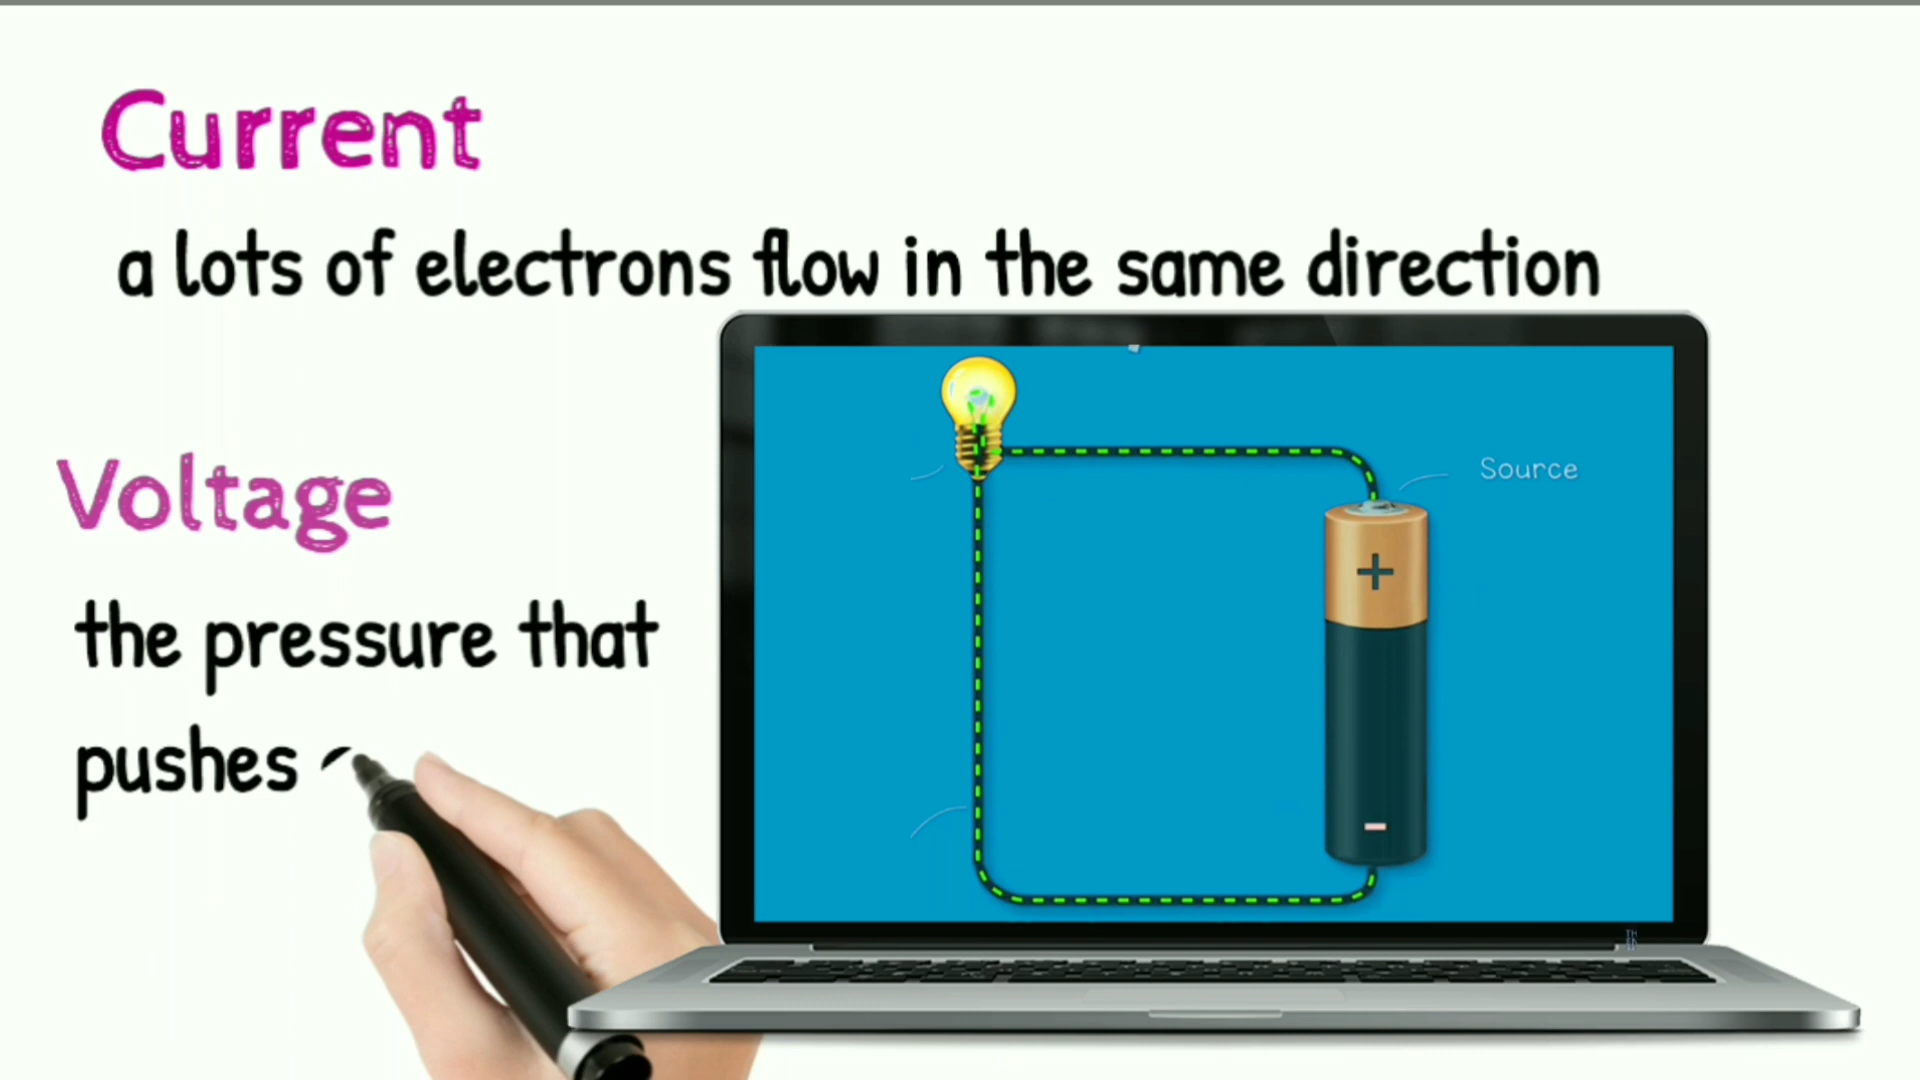 Current
a lots of electrons flow in the same direction
Source
Voltage
+
the pressure that
pushes
-